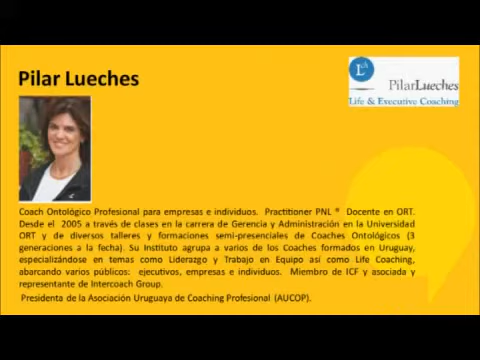 Pilar Lueches
PilarLueches
Life & Executive Coaching
Coach Ontológico Profesional para empresas e individuos. Practitioner PNL ® Docente en ORT.
Desde el 2005 a través de clases en la carrera de Gerencia y Administración en la Universidad
ORT y de diversos talleres y formaciones semi-presenciales de Coaches Ontológicos (3
generaciones a la fecha). Su Instituto agrupa a varios de los Coaches formados en Uruguay,
especializándose en temas como Liderazgo y Trabajo en Equipo así como Life Coaching,
abarcando varios públicos: ejecutivos, empresas e individuos. Miembro de ICF y asociada y
representante de Intercoach Group.
Presidenta de la Asociación Uruguaya de Coaching Profesional (AUCOP).